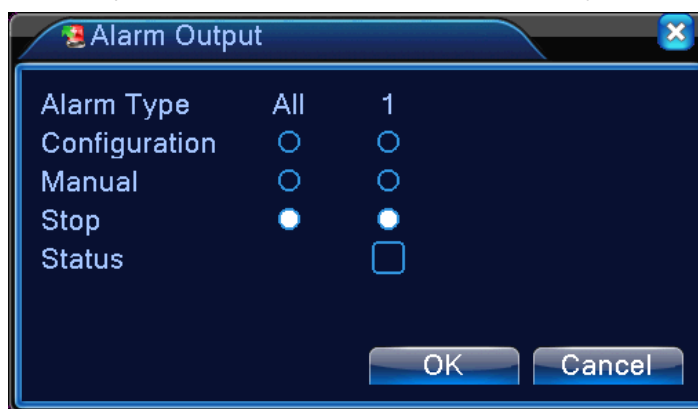 Alarm Output
Alarm Type All 1
Configuration
Manual
Stop
Status
OK Cancel